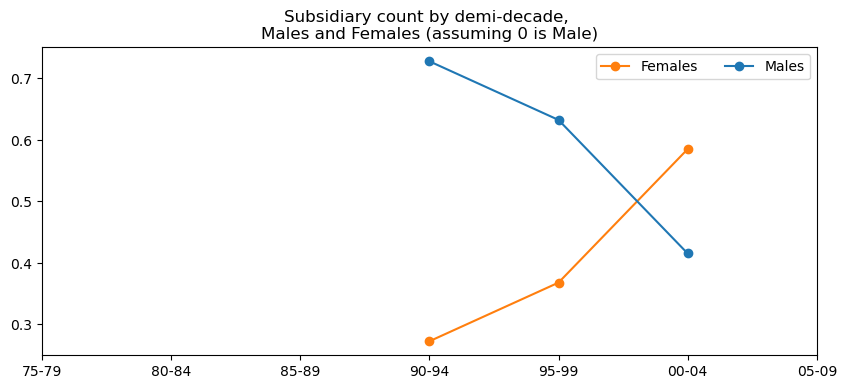 Subsidiary count by demi-decade,
Males and Females (assuming 0 is Male)
Females Males
0.7
0.6
0.5
0.4
0.3
75-79 80-84 85-89 90-94 95-99 00-04 05-09